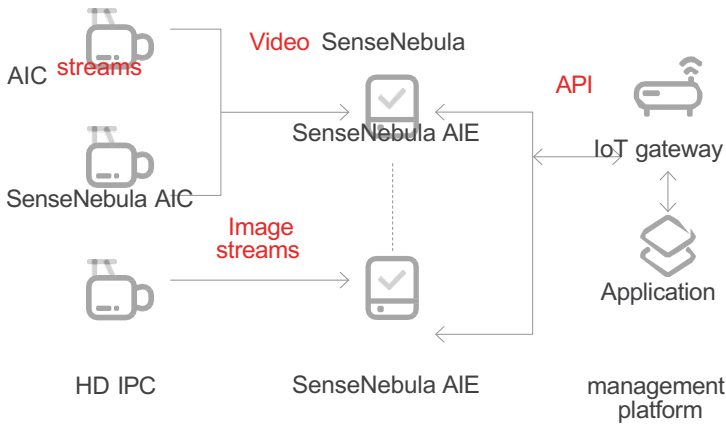 Video SenseNebula
AIC streams
API
SenseNebula AIE
IoT gateway
SenseNebula AIC
Image
streams
Application
HD IPC
SenseNebula AIE
management
platform